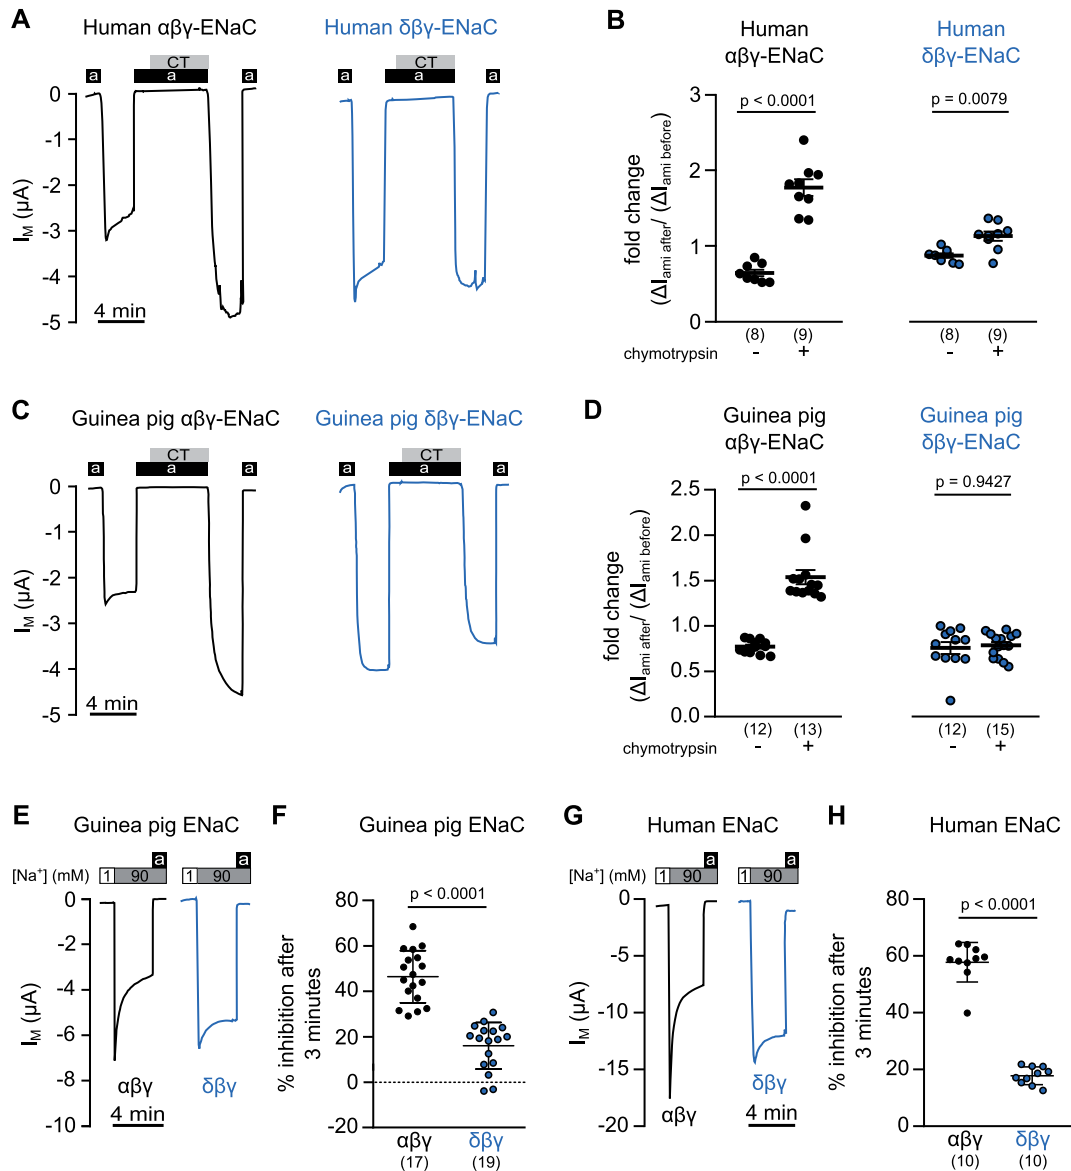 A
Human αβγ-ENaC
Human δβγ-ENaC
CT
CT
a
a
a
a
a
a
0
-1
-2
-3
-4
-5
I_M (µA)
4 min
B
Human
αβγ-ENaC
Human
δβγ-ENaC
p < 0.0001
p = 0.0079
3
2
1
0
fold change
(ΔI_ami after/ (ΔI_ami before)
(8)
(9)
(8)
(9)
chymotrypsin
-
+
-
+
C
Guinea pig αβγ-ENaC
Guinea pig δβγ-ENaC
CT
CT
a
a
a
a
a
a
0
-1
-2
-3
-4
-5
I_M (µA)
4 min
D
Guinea pig
αβγ-ENaC
Guinea pig
δβγ-ENaC
p < 0.0001
p = 0.9427
2.5
2.0
1.5
1.0
0.5
0.0
fold change
(ΔI_ami after/ (ΔI_ami before)
(12)
(13)
(12)
(15)
chymotrypsin
-
+
-
+
E
Guinea pig ENaC
a
a
[Na⁺] (mM)
1
90
1
90
0
-2
-4
-6
-8
-10
I_M (µA)
αβγ
δβγ
4 min
F
Guinea pig ENaC
p < 0.0001
80
60
40
20
0
-20
% inhibition after
3 minutes
αβγ
δβγ
(17)
(19)
G
Human ENaC
a
a
[Na⁺] (mM)
1
90
1
90
0
-5
-10
-15
-20
I_M (µA)
αβγ
δβγ
4 min
H
Human ENaC
p < 0.0001
80
60
40
20
0
% inhibition after
3 minutes
αβγ
δβγ
(10)
(10)